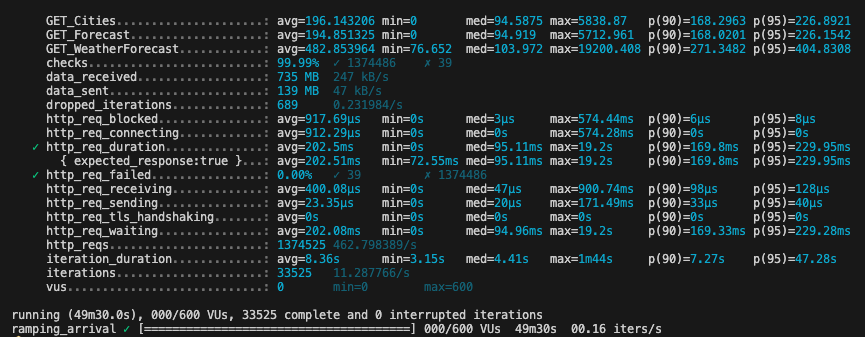 GET_Cities.....................: avg=196.143206 min=0       med=94.5875 max=5838.87   p(90)=168.2963 p(95)=226.8921
GET_Forecast...................: avg=194.851325 min=0       med=94.919  max=5712.961  p(90)=168.0201 p(95)=226.1542
GET_WeatherForecast............: avg=482.853964 min=76.652  med=103.972 max=19200.408 p(90)=271.3482 p(95)=404.8308
checks.........................: 99.99%  ✓ 1374486    ✗ 39
data_received..................: 735 MB  247 kB/s
data_sent......................: 139 MB  47 kB/s
dropped_iterations.............: 689     0.231984/s
http_req_blocked...............: avg=917.69µs   min=0s      med=3µs     max=574.44ms  p(90)=6µs      p(95)=8µs
http_req_connecting............: avg=912.29µs   min=0s      med=0s      max=574.28ms  p(90)=0s       p(95)=0s
✓ http_req_duration..............: avg=202.5ms    min=0s      med=95.11ms max=19.2s     p(90)=169.8ms  p(95)=229.95ms
{ expected_response:true }...: avg=202.51ms   min=72.55ms med=95.11ms max=19.2s     p(90)=169.8ms  p(95)=229.95ms
✓ http_req_failed................: 0.00%   ✓ 39         ✗ 1374486
http_req_receiving.............: avg=400.08µs   min=0s      med=47µs    max=900.74ms  p(90)=98µs     p(95)=128µs
http_req_sending...............: avg=23.35µs    min=0s      med=20µs    max=171.49ms  p(90)=33µs     p(95)=40µs
http_req_tls_handshaking.......: avg=0s         min=0s      med=0s      max=0s        p(90)=0s       p(95)=0s
http_req_waiting...............: avg=202.08ms   min=0s      med=94.96ms max=19.2s     p(90)=169.33ms p(95)=229.28ms
http_reqs......................: 1374525 462.798389/s
iteration_duration.............: avg=8.36s      min=3.15s   med=4.41s   max=1m44s     p(90)=7.27s    p(95)=47.28s
iterations.....................: 33525   11.287766/s
vus............................: 0       min=0        max=600
running (49m30.0s), 000/600 VUs, 33525 complete and 0 interrupted iterations
ramping_arrival ✓ [======================================] 000/600 VUs  49m30s  00.16 iters/s